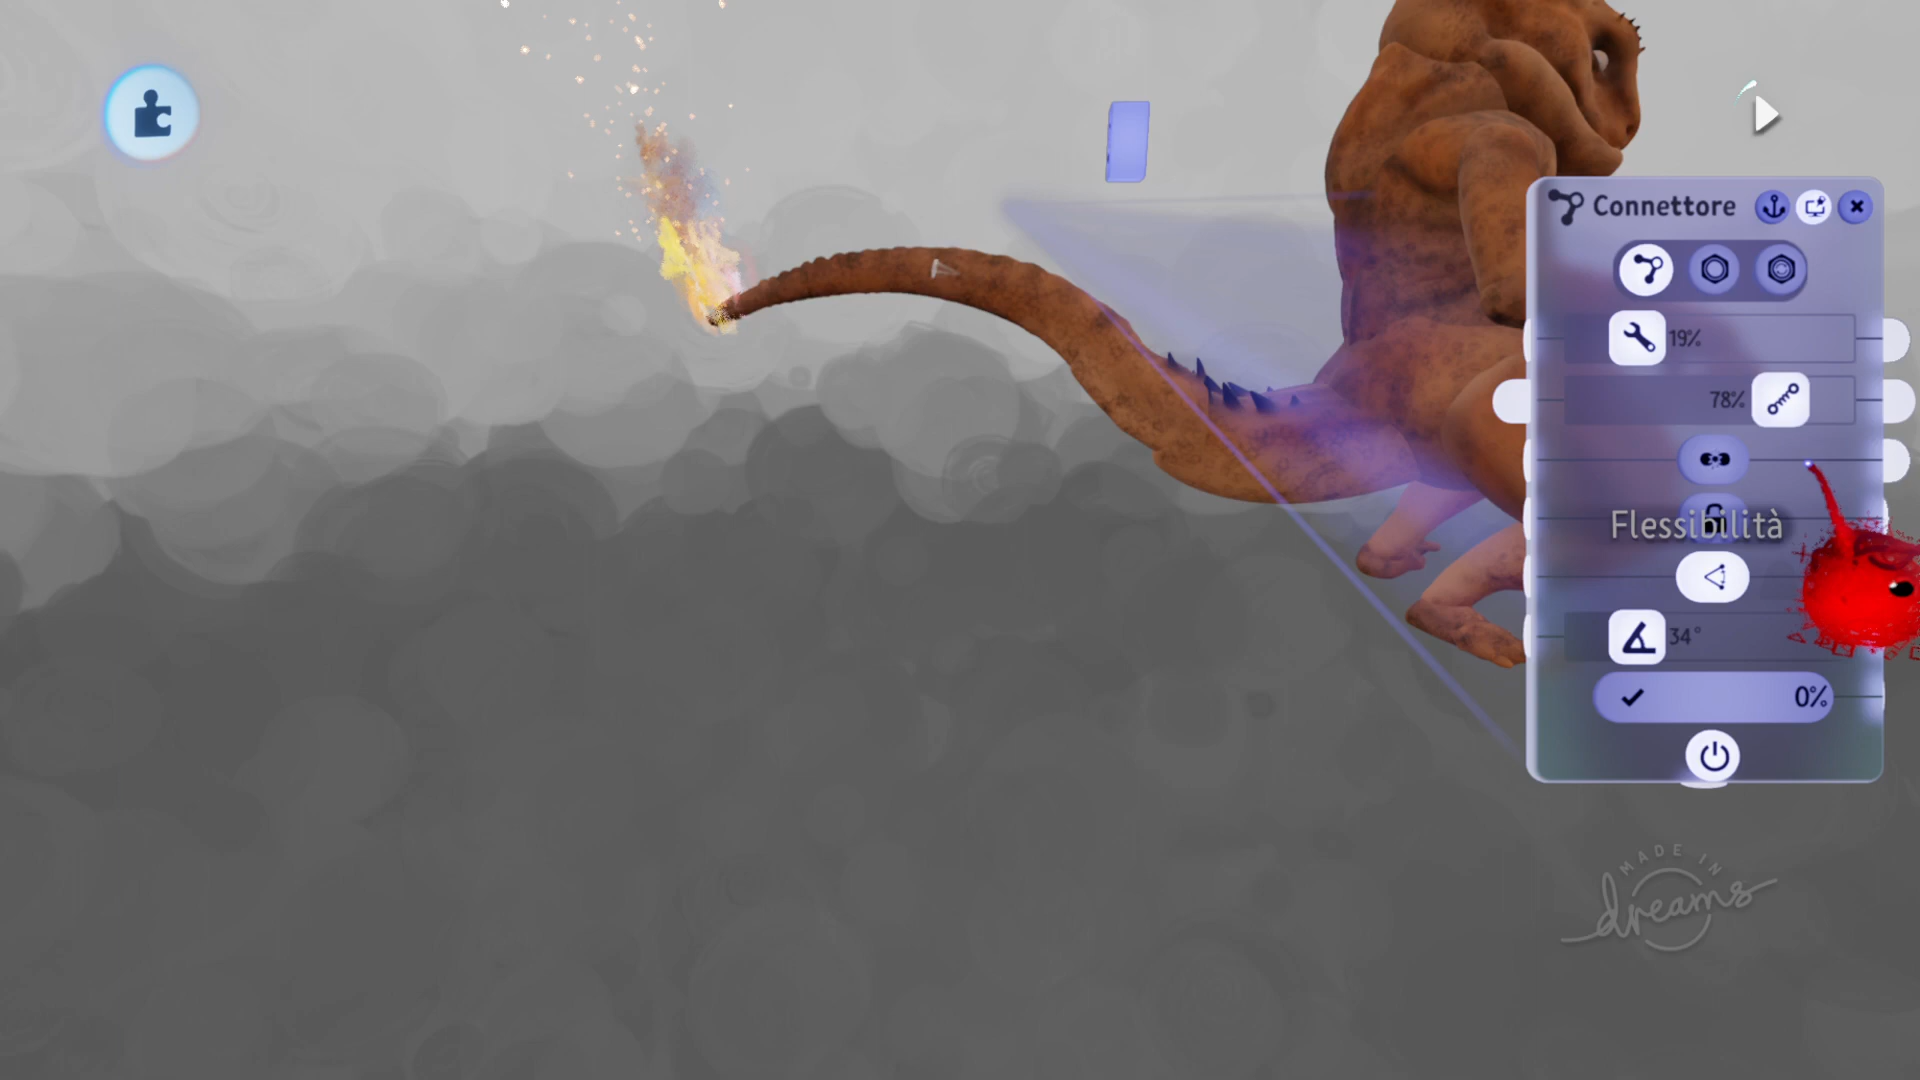 Connettore
19%
78%
Flessibilità
34°
0%
MADE IN
dreams